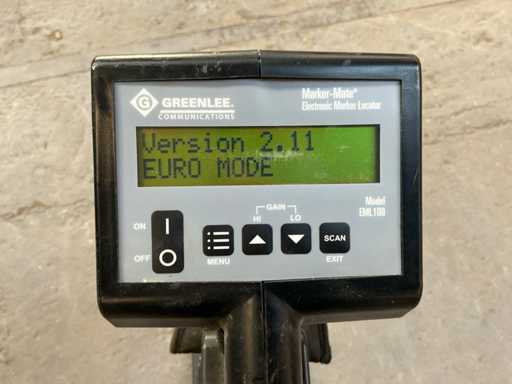 G GREENLEE.
COMMUNICATIONS
Marker-Mate®
Electronic Marker Locator
Version 2.11
EURO MODE
Model
EML100
ON
OFF
I
O
MENU
GAIN
HI LO
SCAN
EXIT